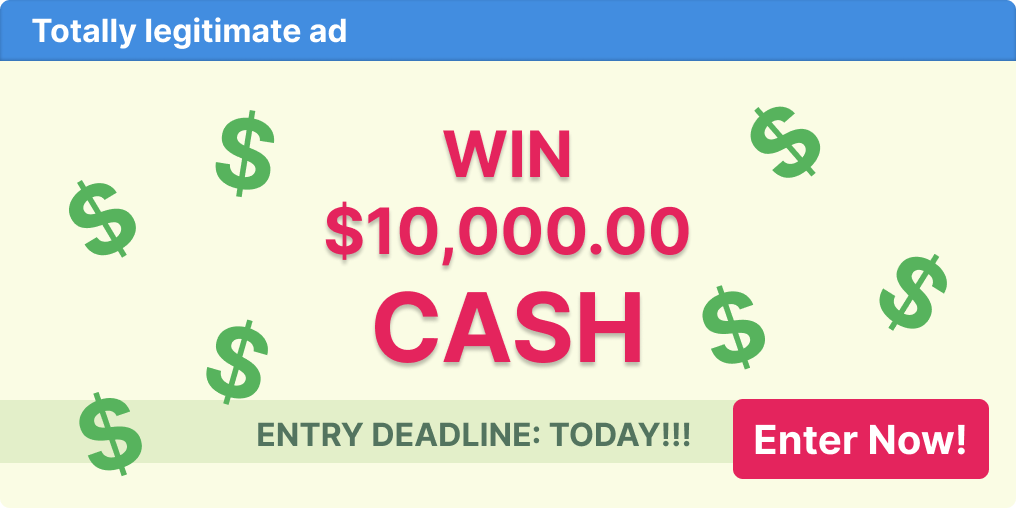 Totally legitimate ad
WIN
$10,000.00
CASH
ENTRY DEADLINE: TODAY!!!
Enter Now!